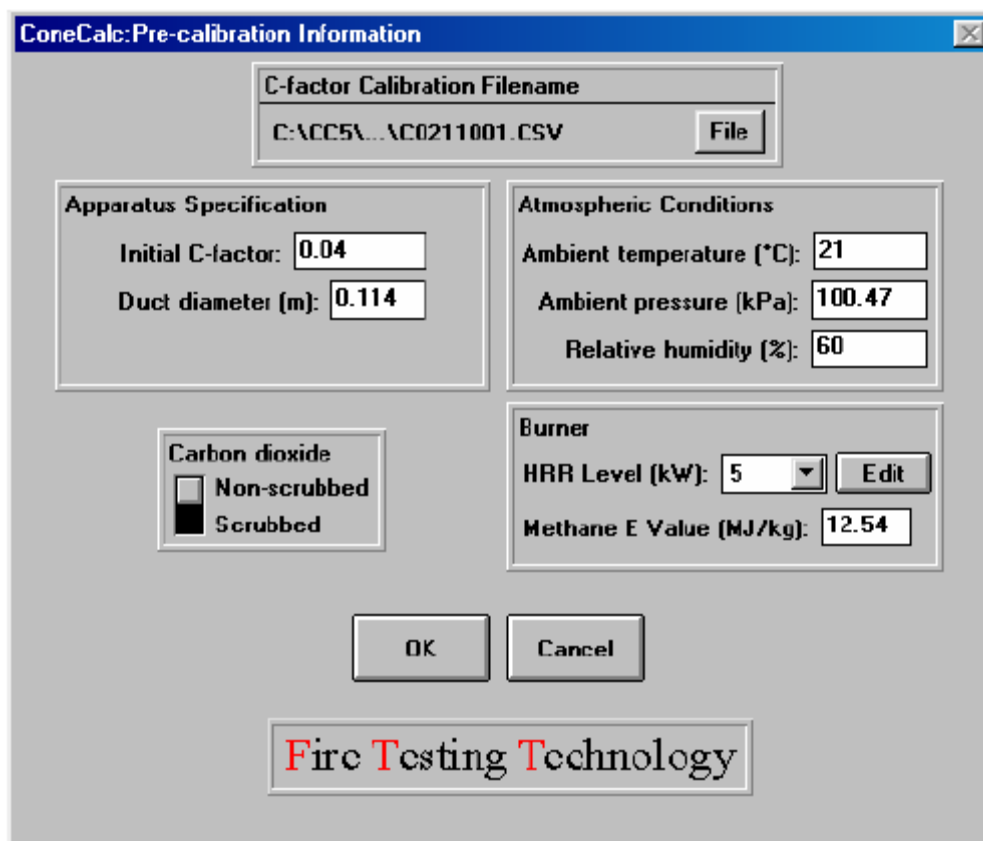 ConeCalc:Pre-calibration Information
C-factor Calibration Filename
C:\CC5\...\C0211001.CSV
File
Apparatus Specification
Initial C-factor: 0.04
Duct diameter (m): 0.114
Atmospheric Conditions
Ambient temperature (°C): 21
Ambient pressure (kPa): 100.47
Relative humidity (%): 60
Carbon dioxide
Non-scrubbed
Scrubbed
Burner
HRR Level (kW): 5 Edit
Methane E Value (MJ/kg): 12.54
OK Cancel
Fire Testing Technology